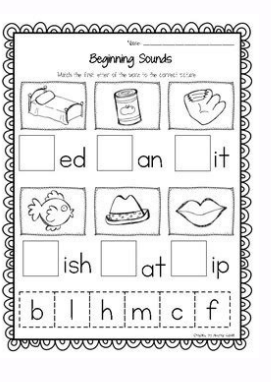 Name:
Beginning Sounds
Match the first letter of the word to the correct picture.
ed an it
ish at ip
b l h m c f